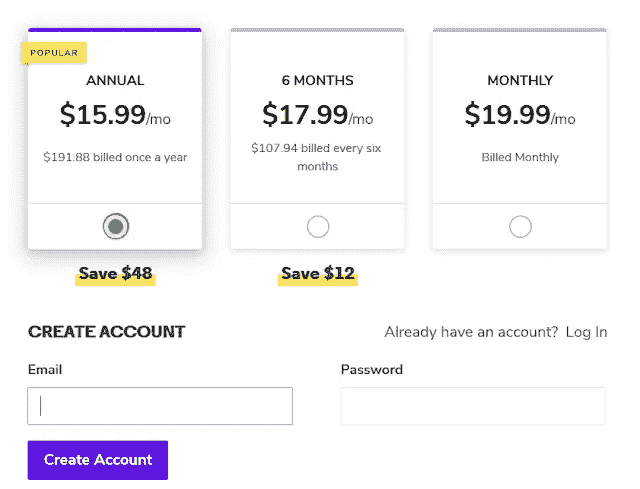 POPULAR
ANNUAL
$15.99/mo
$191.88 billed once a year
6 MONTHS
$17.99/mo
$107.94 billed every six
months
MONTHLY
$19.99/mo
Billed Monthly
Save $48
Save $12
CREATE ACCOUNT
Already have an account? Log In
Email
Password
Create Account